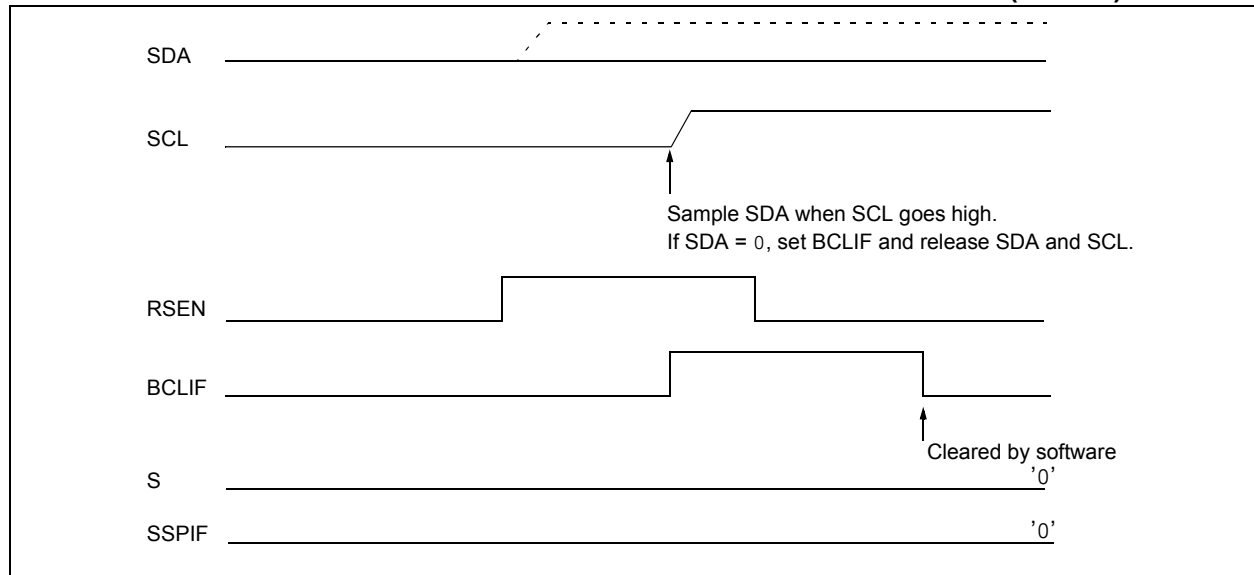 SDA
SCL
Sample SDA when SCL goes high.
If SDA = 0, set BCLIF and release SDA and SCL.
RSEN
BCLIF
Cleared by software
S
'0'
SSPIF
'0'